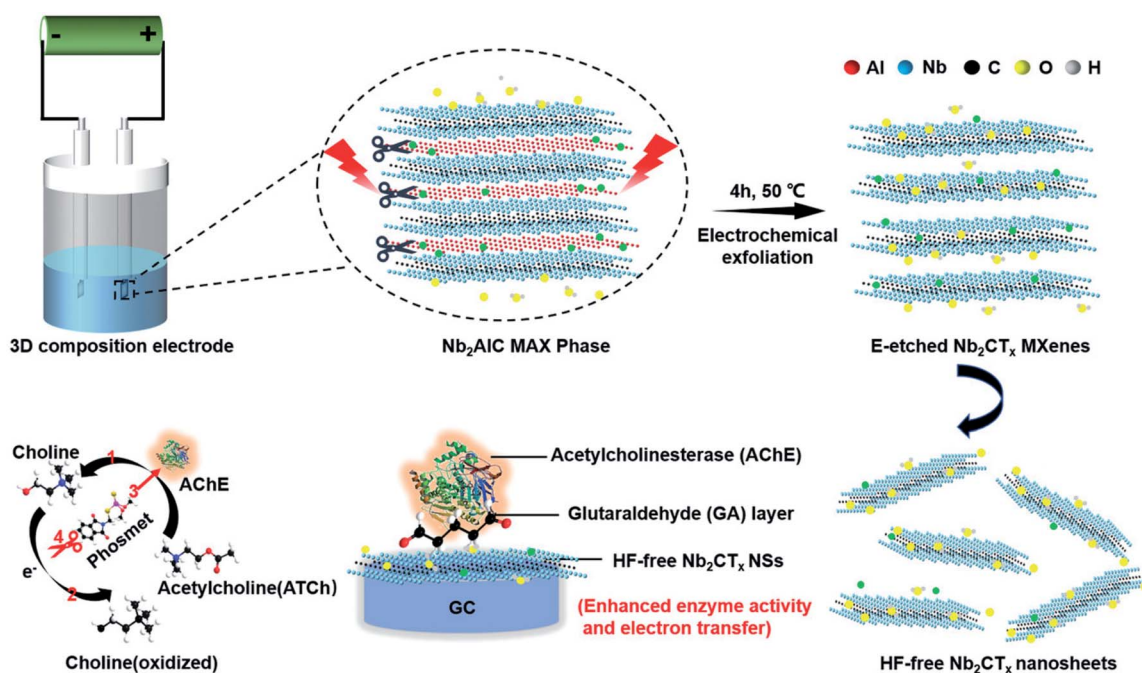 - +
Al Nb C O H
4h, 50 ℃
Electrochemical
exfoliation
3D composition electrode
Nb₂AlC MAX Phase
E-etched Nb₂CTₓ MXenes
Choline
1
AChE
3
Phosmet
4
e⁻
2
Acetylcholine(ATCh)
Choline(oxidized)
Acetylcholinesterase (AChE)
Glutaraldehyde (GA) layer
HF-free Nb₂CTₓ NSs
GC
(Enhanced enzyme activity
and electron transfer)
HF-free Nb₂CTₓ nanosheets